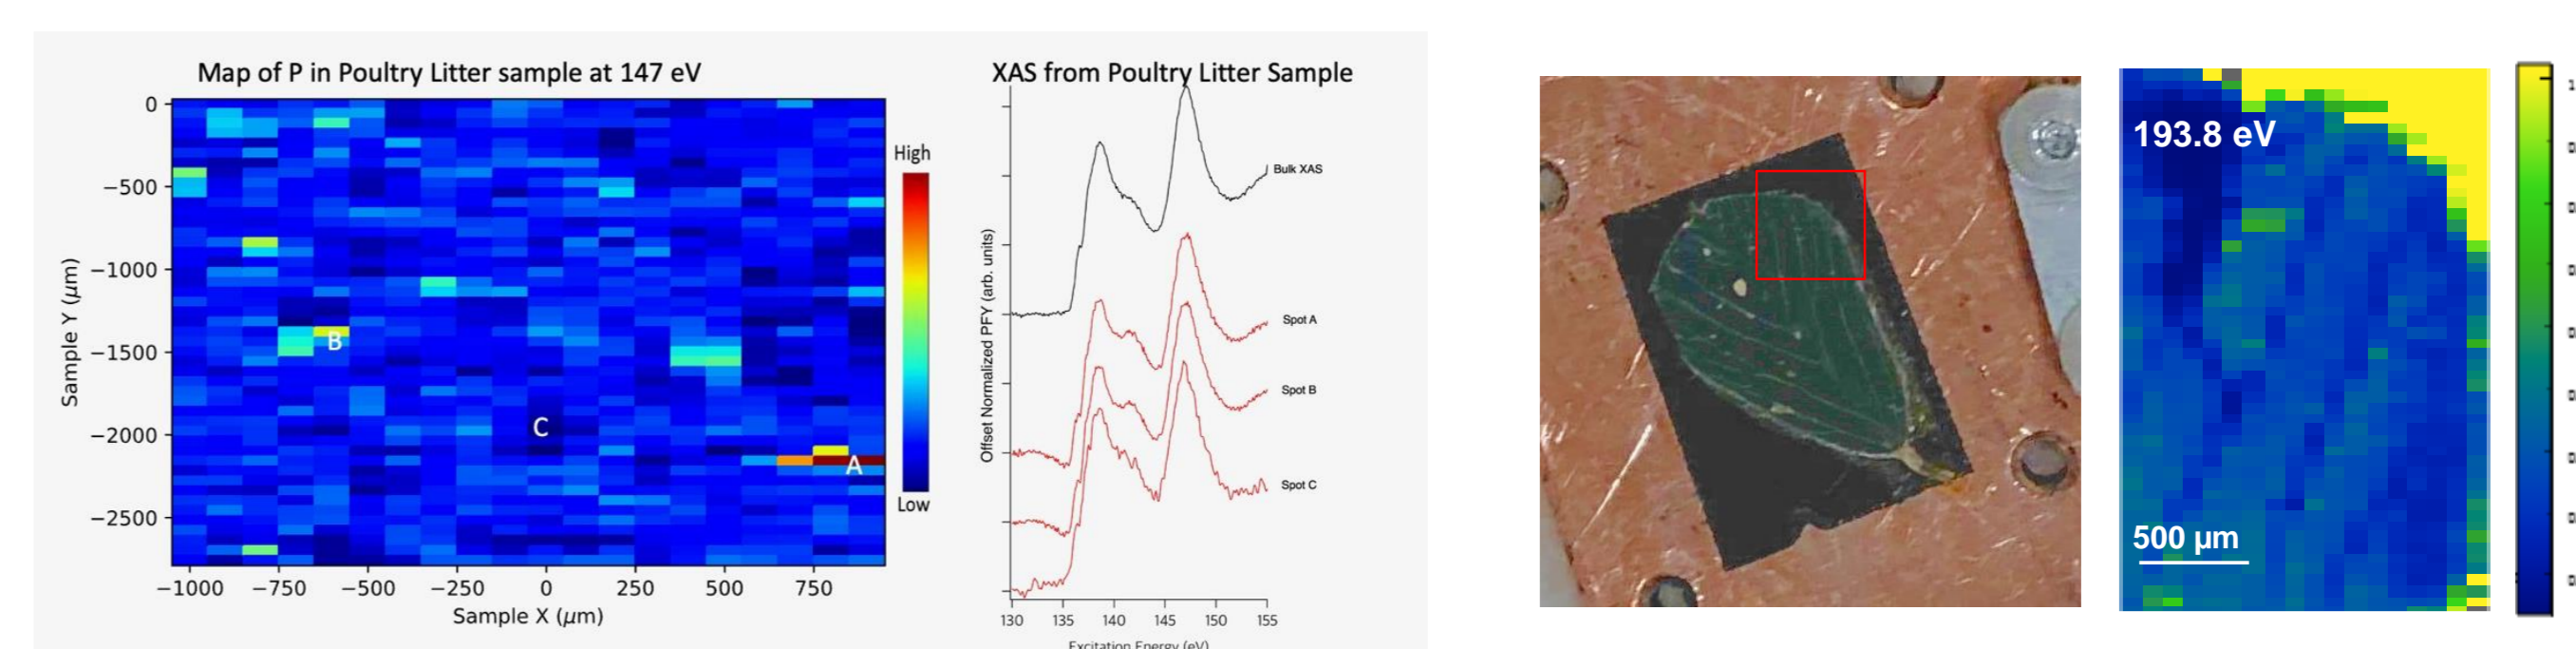 Map of P in Poultry Litter sample at 147 eV
0
−500
−1000
−1500
−2000
−2500
Sample Y (μm)
B
C
A
−1000 −750 −500 −250 0 250 500 750
Sample X (μm)
High
Low
XAS from Poultry Litter Sample
Offset Normalized PFY (arb. units)
Bulk XAS
Spot A
Spot B
Spot C
130 135 140 145 150 155
Excitation Energy (eV)
193.8 eV
500 μm